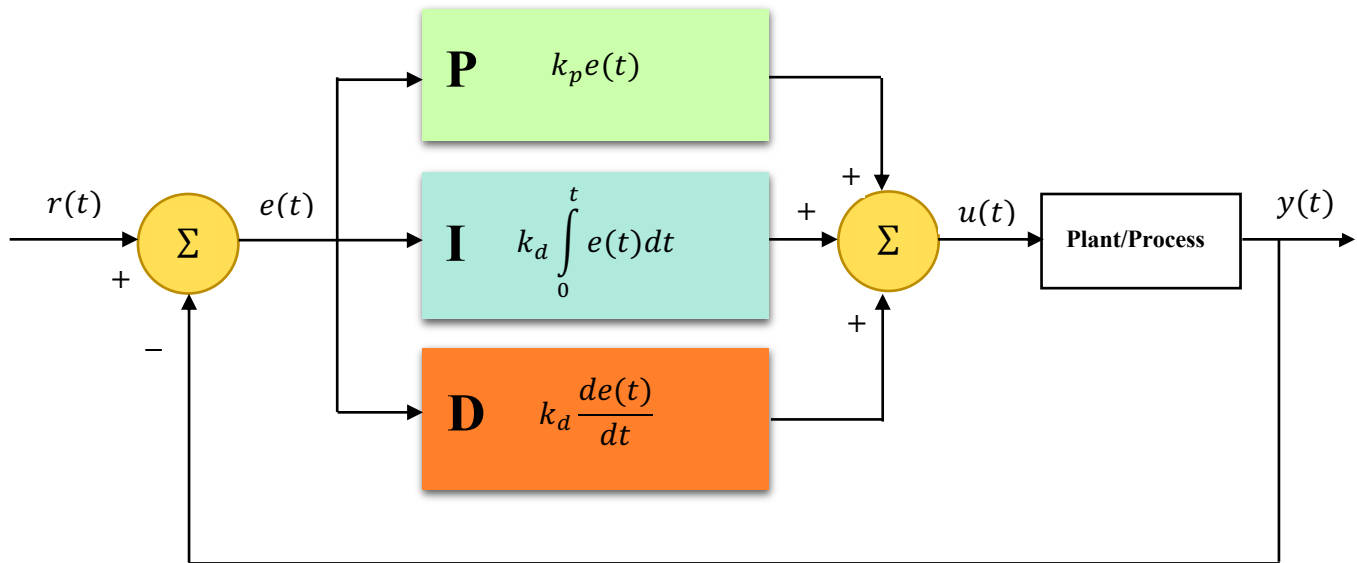 P k_p e(t)
r(t)
+
−
Σ
e(t)
I k_d ∫_0^t e(t)dt
D k_d de(t)/dt
+
+
+
Σ
u(t)
Plant/Process
y(t)